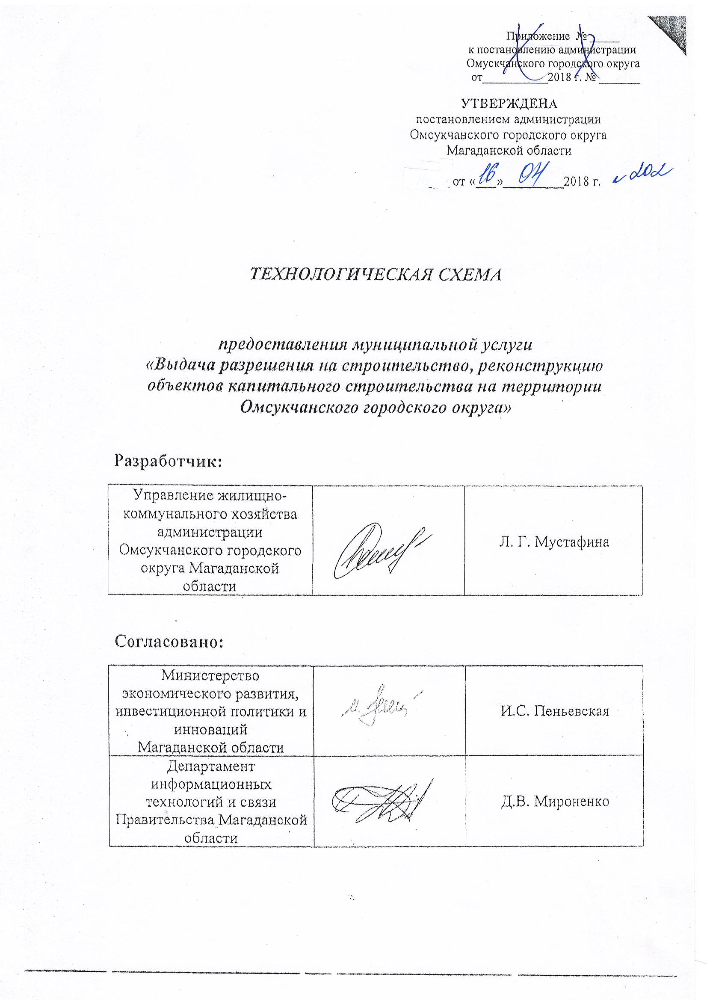 Приложение № _____
к постановлению администрации
Омускчанского городского округа
от___________2018 г. № _______
УТВЕРЖДЕНА
постановлением администрации
Омсукчанского городского округа
Магаданской области
от «16» 04 2018 г. № 202
ТЕХНОЛОГИЧЕСКАЯ СХЕМА
предоставления муниципальной услуги
«Выдача разрешения на строительство, реконструкцию
объектов капитального строительства на территории
Омсукчанского городского округа»
Разработчик:
Управление жилищно-
коммунального хозяйства
администрации
Омсукчанского городского
округа Магаданской
области
Л. Г. Мустафина
Согласовано:
Министерство
экономического развития,
инвестиционной политики и
инноваций
Магаданской области
И.С. Пеньевская
Департамент
информационных
технологий и связи
Правительства Магаданской
области
Д.В. Мироненко